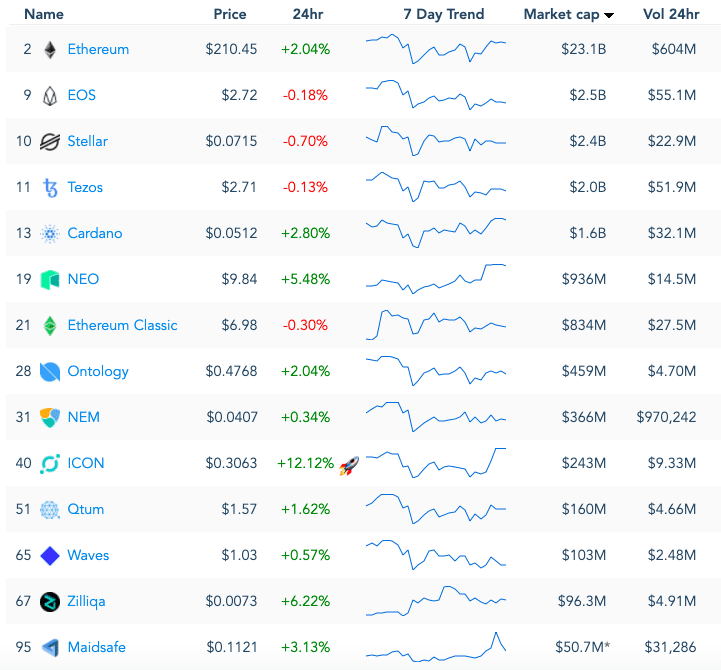 Name Price 24hr 7 Day Trend Market cap Vol 24hr
2 Ethereum $210.45 +2.04% $23.1B $604M
9 EOS $2.72 -0.18% $2.5B $55.1M
10 Stellar $0.0715 -0.70% $2.4B $22.9M
11 Tezos $2.71 -0.13% $2.0B $51.9M
13 Cardano $0.0512 +2.80% $1.6B $32.1M
19 NEO $9.84 +5.48% $936M $14.5M
21 Ethereum Classic $6.98 -0.30% $834M $27.5M
28 Ontology $0.4768 +2.04% $459M $4.70M
31 NEM $0.0407 +0.34% $366M $970,242
40 ICON $0.3063 +12.12% $243M $9.33M
51 Qtum $1.57 +1.62% $160M $4.66M
65 Waves $1.03 +0.57% $103M $2.48M
67 Zilliqa $0.0073 +6.22% $96.3M $4.91M
95 Maidsafe $0.1121 +3.13% $50.7M* $31,286